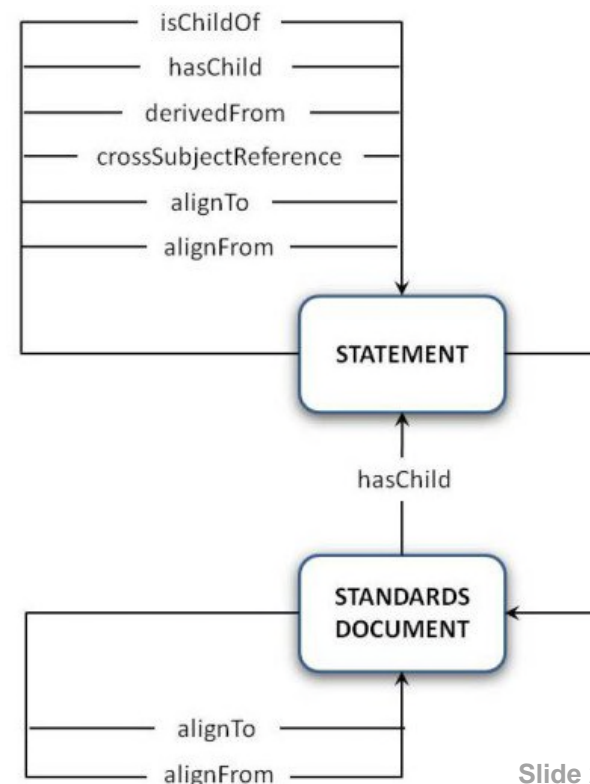 isChildOf
hasChild
derivedFrom
crossSubjectReference
alignTo
alignFrom
STATEMENT
hasChild
STANDARDS
DOCUMENT
alignTo
alignFrom
Slide